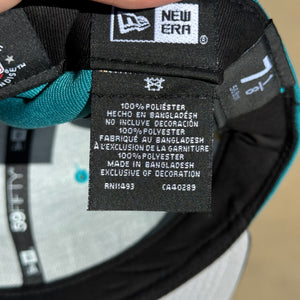 NEW ERA
100% POLIÉSTER
HECHO EN BANGLADÉSH
NO INCLUYE DECORACIÓN
100% POLYESTER
FABRIQUÉ AU BANGLADESH
À L'EXCLUSION DE LA GARNITURE
100% POLYESTER
MADE IN BANGLADESH
EXCLUSIVE OF DECORATION
RN11493 CA40289
59FIFTY
7 1/8